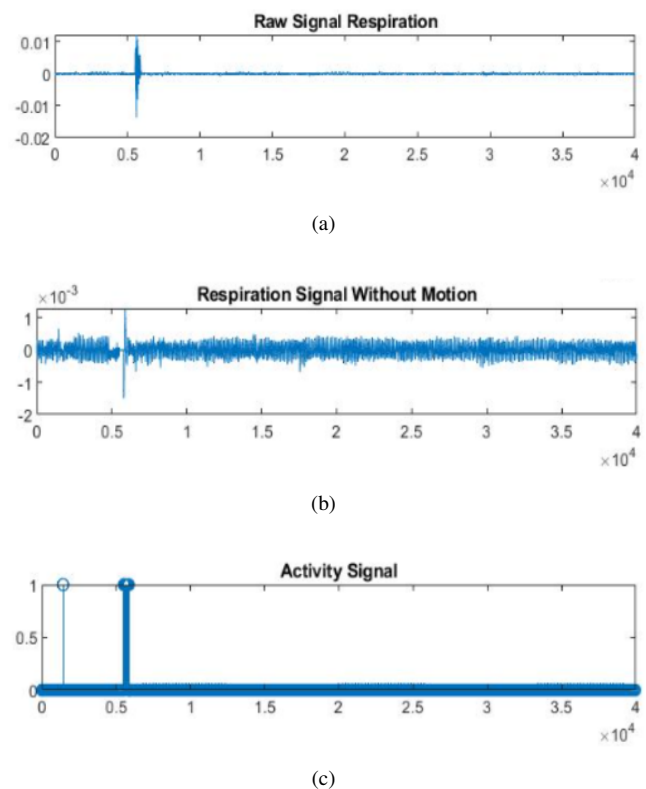 Raw Signal Respiration
0.01
0
-0.01
-0.02
0 0.5 1 1.5 2 2.5 3 3.5 4
×10⁴
(a)
×10⁻³
Respiration Signal Without Motion
1
0
-1
-2
0 0.5 1 1.5 2 2.5 3 3.5 4
×10⁴
(b)
Activity Signal
1
0.5
0
0 0.5 1 1.5 2 2.5 3 3.5 4
×10⁴
(c)